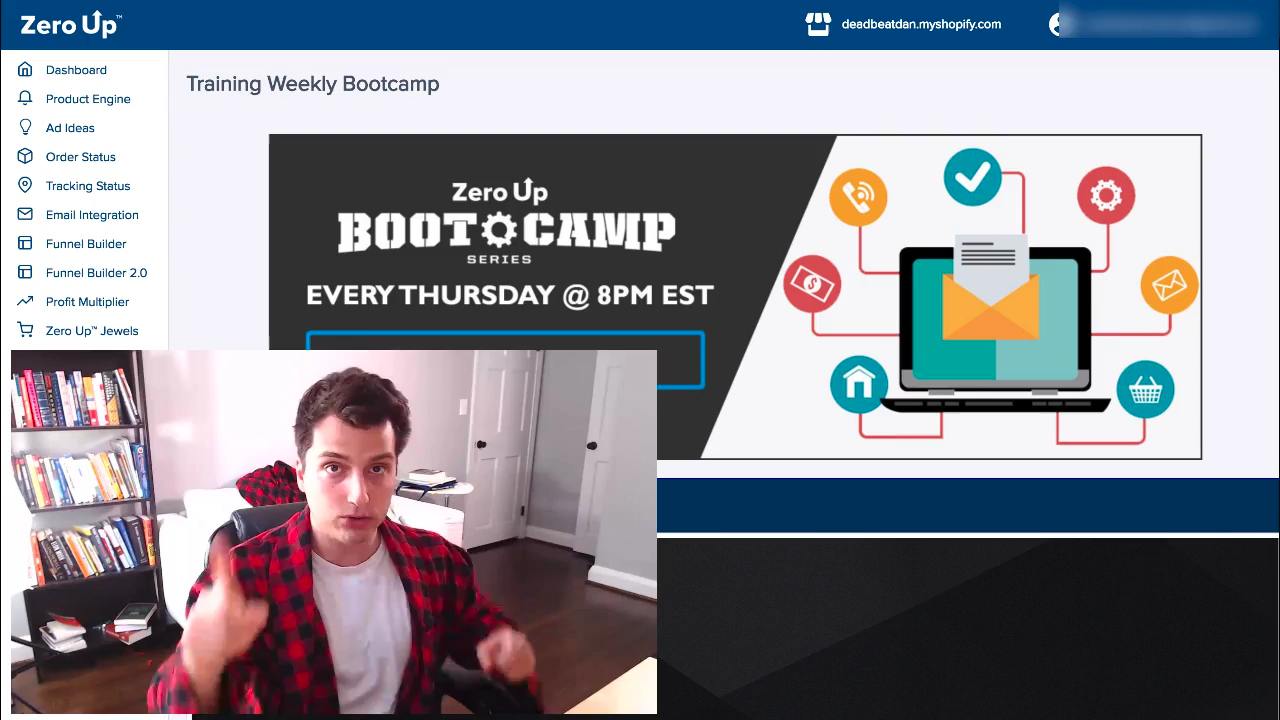 Zero Up™
deadbeatdan.myshopify.com
Dashboard
Product Engine
Ad Ideas
Order Status
Tracking Status
Email Integration
Funnel Builder
Funnel Builder 2.0
Profit Multiplier
Zero Up™ Jewels
Training Weekly Bootcamp
Zero Up
BOOTCAMP
SERIES
EVERY THURSDAY @ 8PM EST